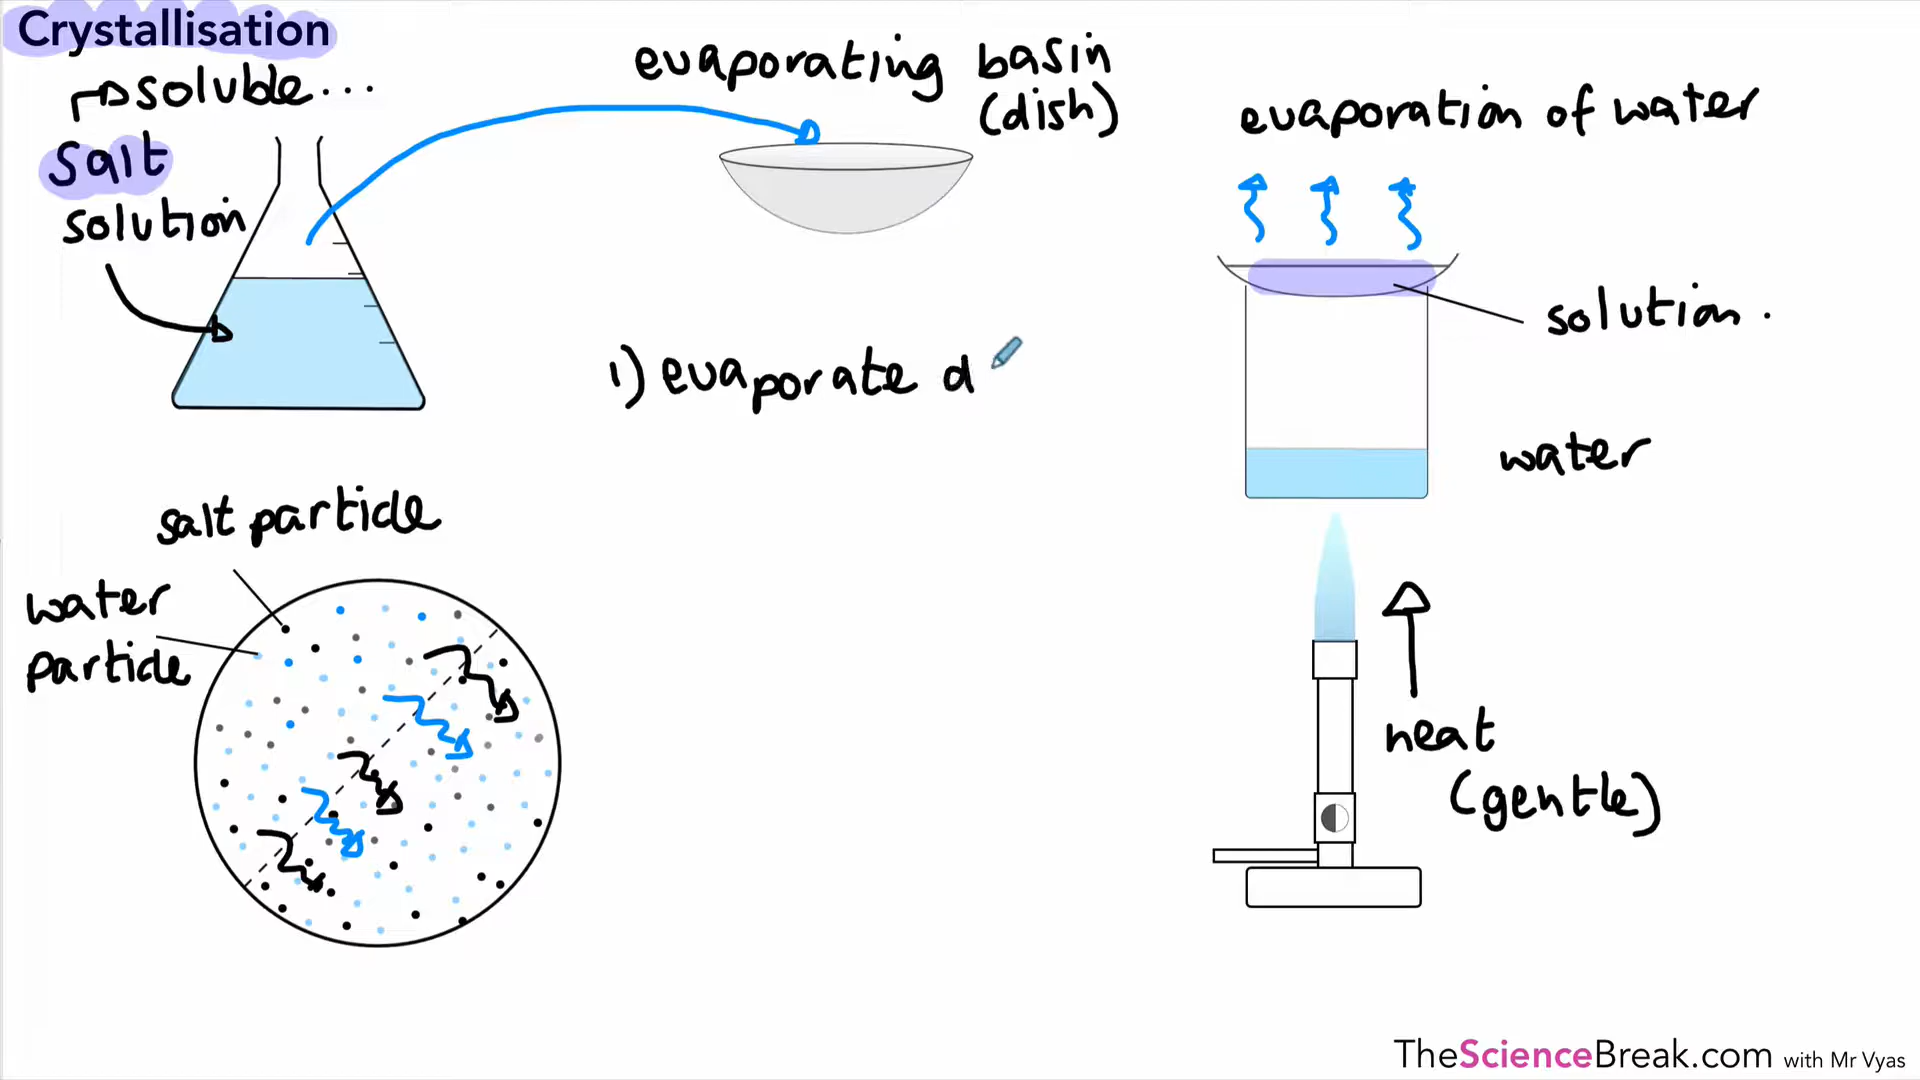 Crystallisation
soluble...
salt
solution
evaporating basin
(dish)
evaporation of water
solution.
1) evaporate a
water
salt particle
water
particle
heat
(gentle)
TheScienceBreak.com with Mr Vyas